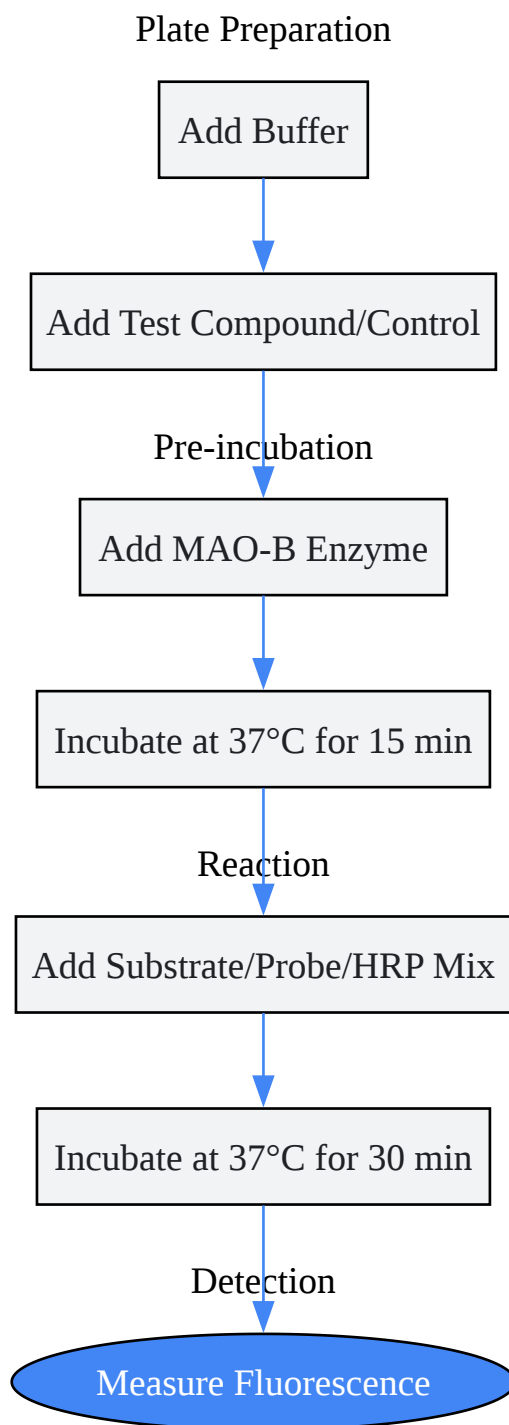 Plate Preparation
Add Buffer
Add Test Compound/Control
Pre-incubation
Add MAO-B Enzyme
Incubate at 37°C for 15 min
Reaction
Add Substrate/Probe/HRP Mix
Incubate at 37°C for 30 min
Detection
Measure Fluorescence